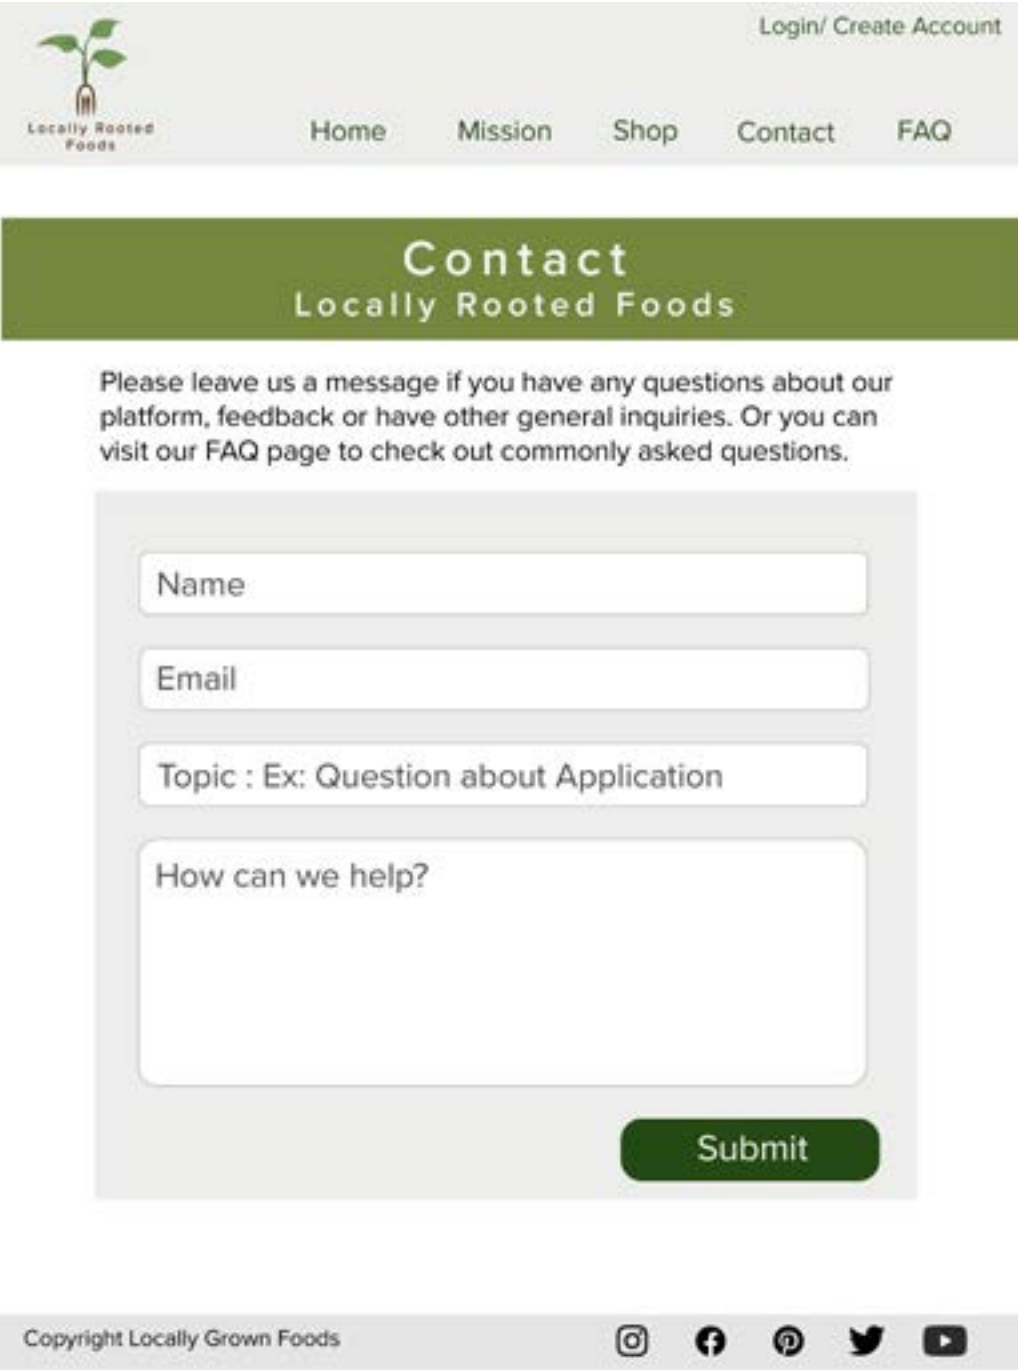 Login/ Create Account
Locally Rooted
Foods
Home Mission Shop Contact FAQ
Contact
Locally Rooted Foods
Please leave us a message if you have any questions about our
platform, feedback or have other general inquiries. Or you can
visit our FAQ page to check out commonly asked questions.
Name
Email
Topic : Ex: Question about Application
How can we help?
Submit
Copyright Locally Grown Foods